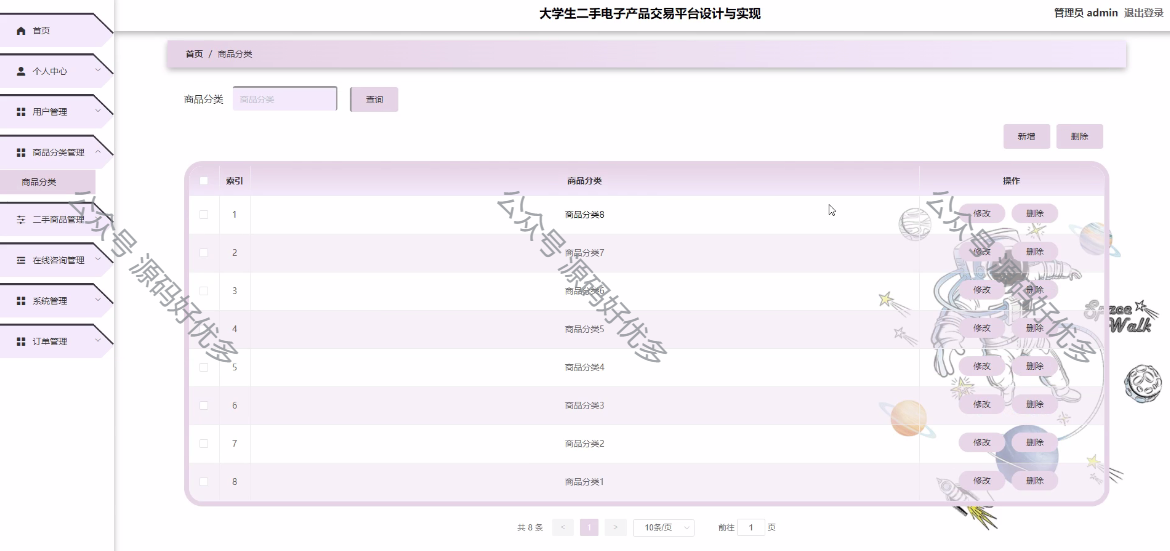 大学生二手电子产品交易平台设计与实现
管理员 admin 退出登录
首页
个人中心
用户管理
商品分类管理
商品分类
二手商品管理
在线咨询管理
系统管理
订单管理
首页 / 商品分类
商品分类 商品分类 查询
新增 删除
索引 商品分类 操作
1 商品分类8 修改 删除
2 商品分类7 修改 删除
3 商品分类6 修改 删除
4 商品分类5 修改 删除
5 商品分类4 修改 删除
6 商品分类3 修改 删除
7 商品分类2 修改 删除
8 商品分类1 修改 删除
共 8 条 < 1 > 10条/页 前往 1 页
公众号 源码好优多
公众号 源码好优多
公众号 源码好优多
Space
Walk